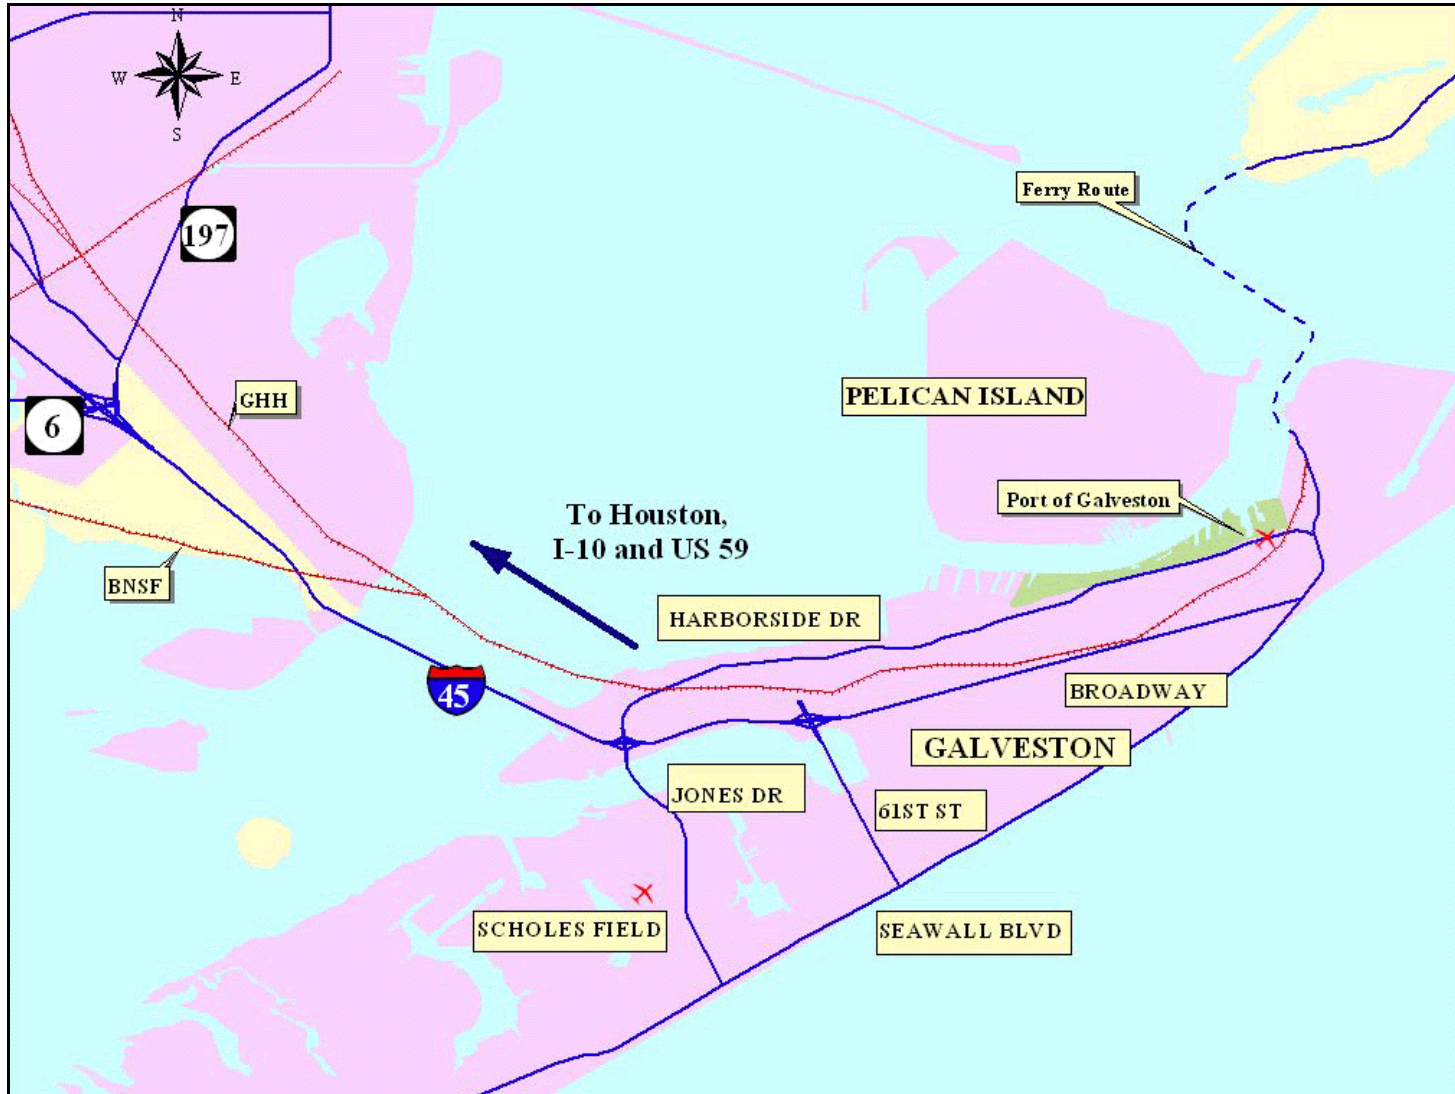 N
W E
S
197
Ferry Route
GHH
PELICAN ISLAND
6
Port of Galveston
To Houston,
I-10 and US 59
BNSF
HARBORSIDE DR
45
BROADWAY
GALVESTON
JONES DR
61ST ST
SCHOLES FIELD
SEAWALL BLVD